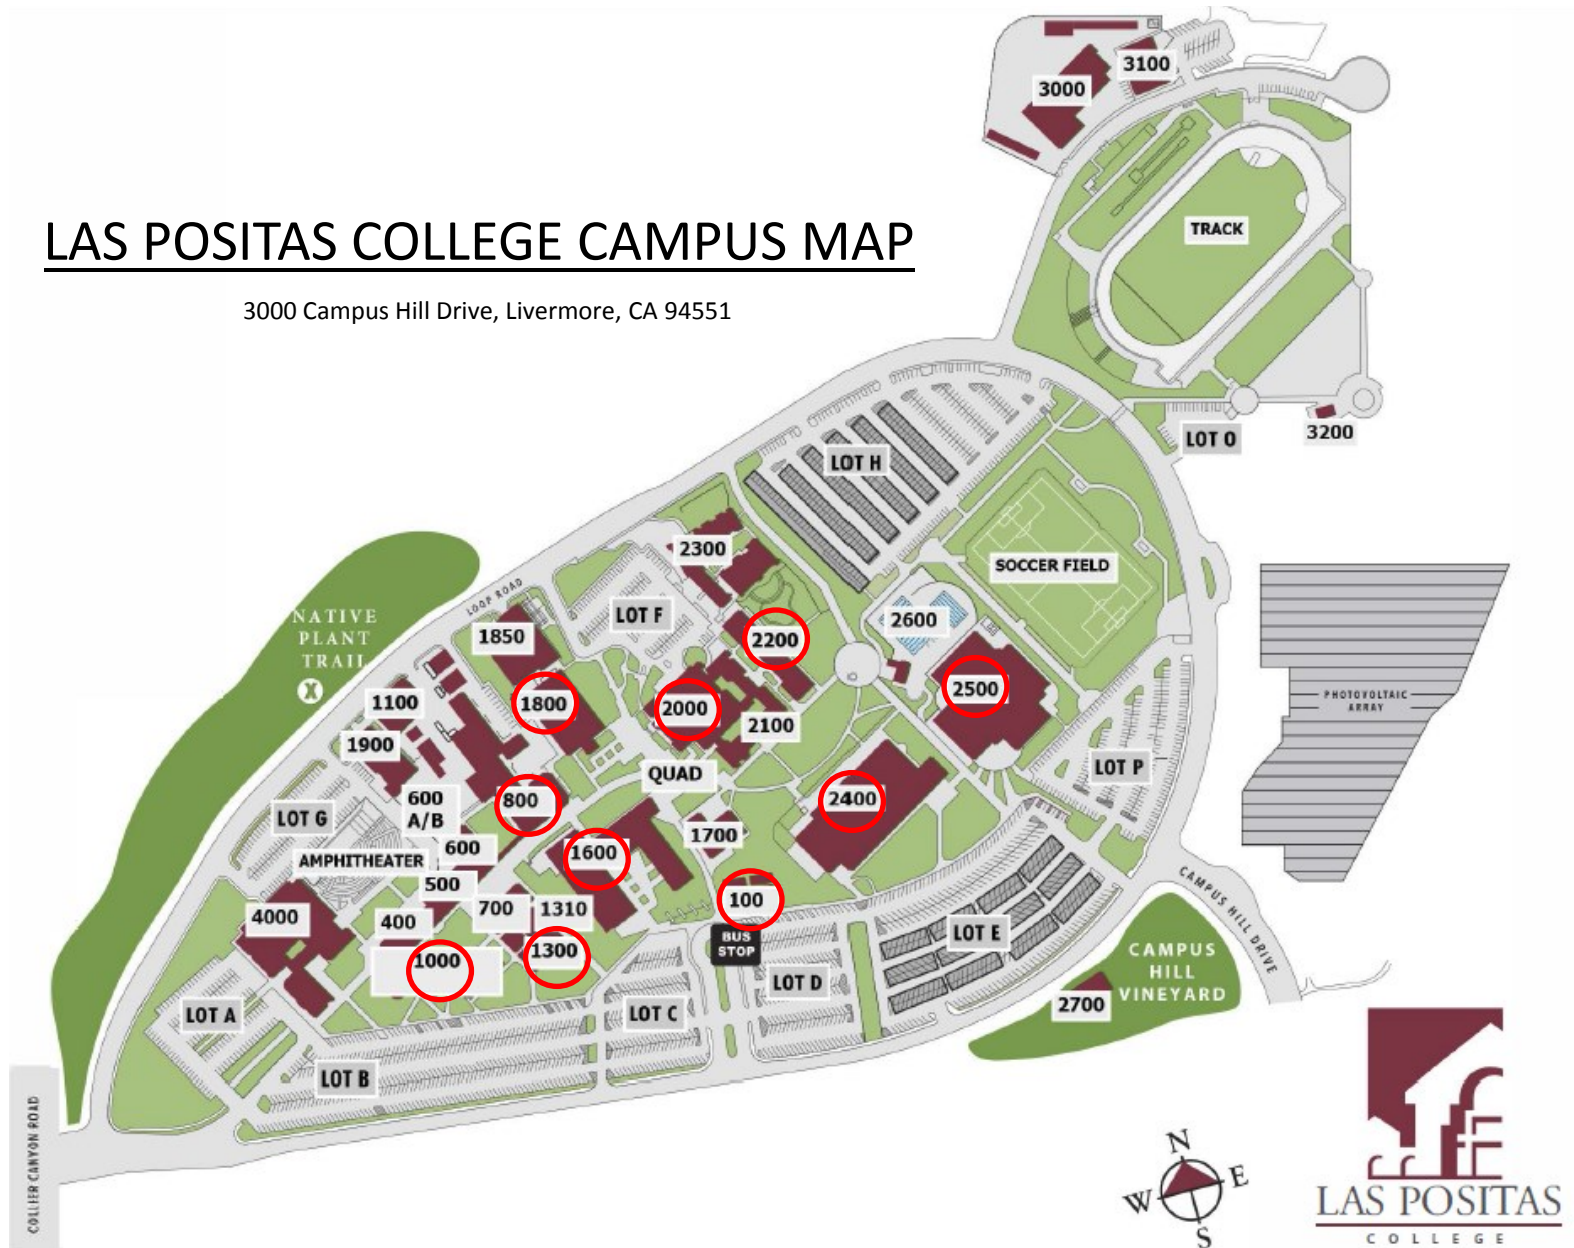 3100
3000
TRACK
LAS POSITAS COLLEGE CAMPUS MAP
3000 Campus Hill Drive, Livermore, CA 94551
LOT O
3200
LOT H
2300
SOCCER FIELD
LOOP ROAD
NATIVE
PLANT
TRAIL
X
LOT F
2600
1850
2200
2500
1800
2000
2100
1100
1900
PHOTOVOLTAIC
ARRAY
QUAD
LOT P
600
A/B
800
2400
LOT G
1700
AMPHITHEATER
600
1600
500
100
4000
400
700
1310
BUS
STOP
LOT E
CAMPUS HILL DRIVE
1000
1300
CAMPUS
HILL
VINEYARD
LOT D
2700
LOT A
LOT C
LOT B
COLLIER CANYON ROAD
N
W
E
S
LAS POSITAS
COLLEGE